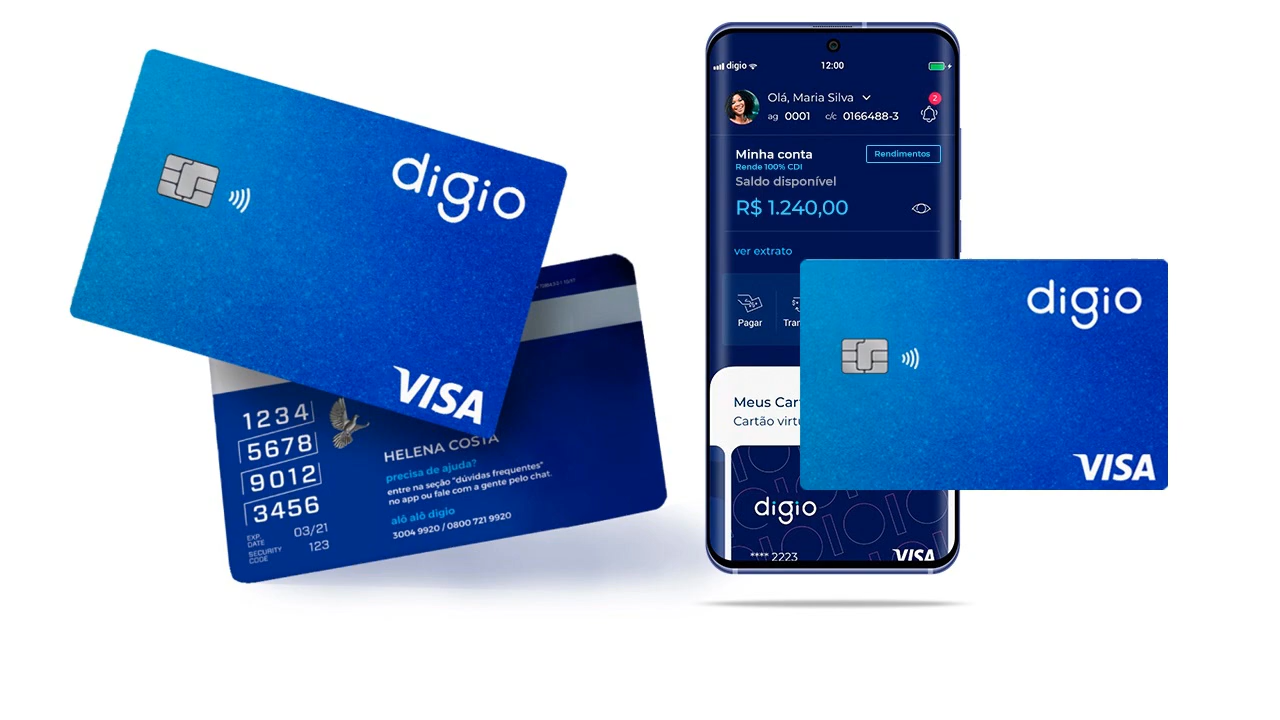 digio
VISA
1234
5678
9012
3456
EXP.
DATE
03/21
SECURITY
CODE
123
HELENA COSTA
precisa de ajuda?
entre na seção "dúvidas frequentes"
no app ou fale com a gente pelo chat.
alô alô digio
3004 9920 / 0800 721 9920
digio
12:00
Olá, Maria Silva
2
ag 0001 c/c 0166488-3
Minha conta
Rendimentos
Rende 100% CDI
Saldo disponível
R$ 1.240,00
ver extrato
Pagar
Tran
Meus Car
Cartão virtu
digio
**** 2223
VISA
digio
VISA